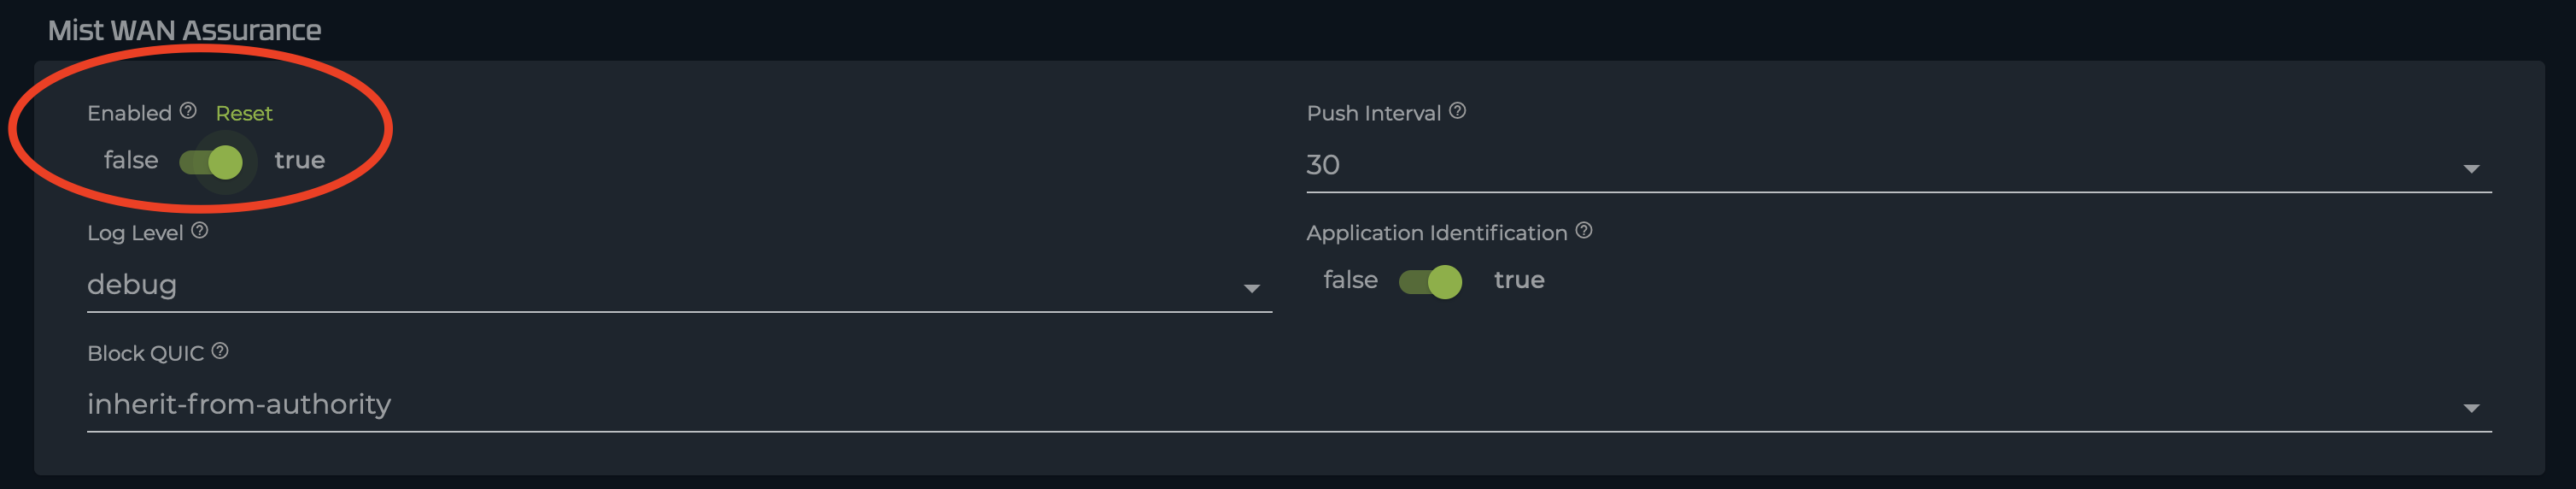 Mist WAN Assurance
Enabled ? Reset
false true
Push Interval ?
30
Log Level ?
debug
Application Identification ?
false true
Block QUIC ?
inherit-from-authority